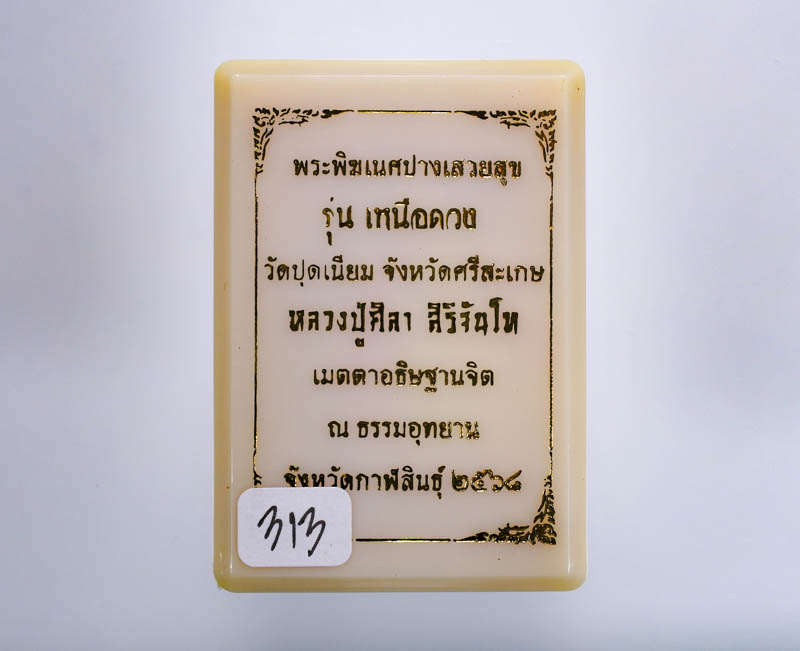 พระพิฆเนศปางเสวยสุข
รุ่น เหนือดวง
วัดปุดเนียม จังหวัดศรีสะเกษ
หลวงปู่ศิลา สิริจันโท
เมตตาอธิษฐานจิต
ณ ธรรมอุทยาน
จังหวัดกาฬสินธุ์ ๒๕๖๘
313